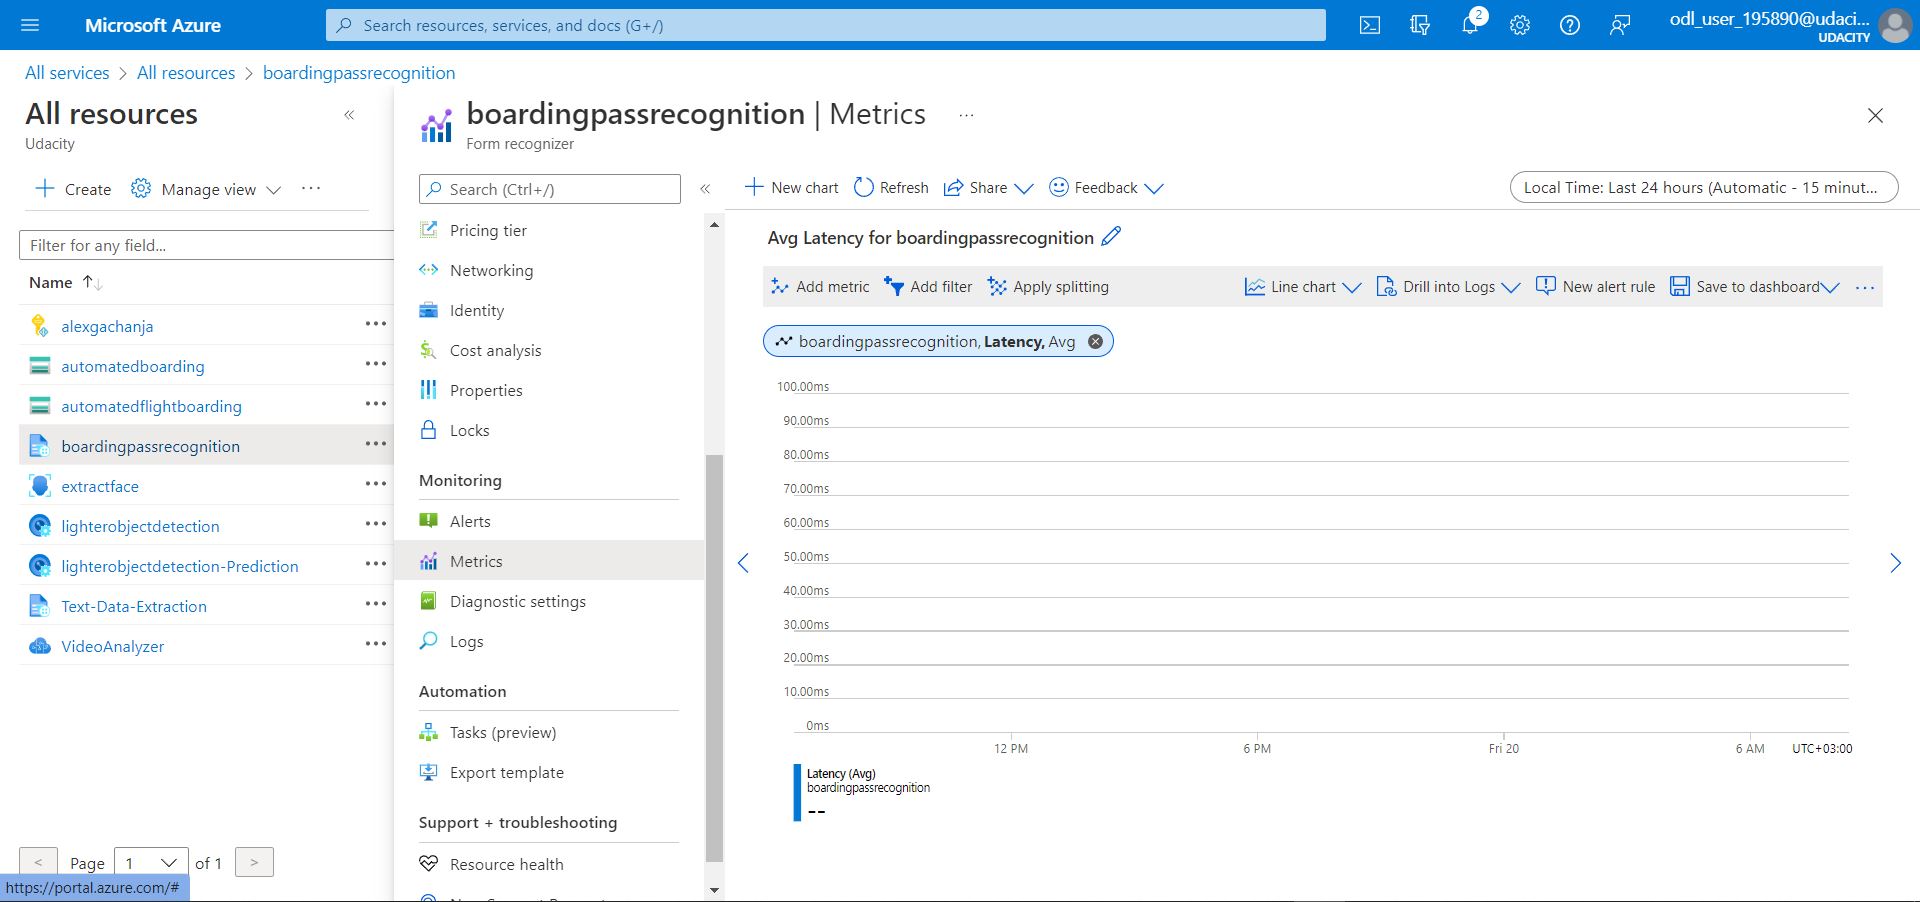 Microsoft Azure
Search resources, services, and docs (G+/)
2
odl_user_195890@udaci...
UDACITY
All services > All resources > boardingpassrecognition
All resources
«
Udacity
Create
Manage view
...
Filter for any field...
Name
alexgachanja
automatedboarding
automatedflightboarding
boardingpassrecognition
extractface
lighterobjectdetection
lighterobjectdetection-Prediction
Text-Data-Extraction
VideoAnalyzer
< Page 1 of 1 >
https://portal.azure.com/#
boardingpassrecognition | Metrics
...
Form recognizer
Search (Ctrl+/)
«
Pricing tier
Networking
Identity
Cost analysis
Properties
Locks
Monitoring
Alerts
Metrics
Diagnostic settings
Logs
Automation
Tasks (preview)
Export template
Support + troubleshooting
Resource health
New chart
Refresh
Share
Feedback
Local Time: Last 24 hours (Automatic - 15 minut...
Avg Latency for boardingpassrecognition
Add metric
Add filter
Apply splitting
Line chart
Drill into Logs
New alert rule
Save to dashboard
...
boardingpassrecognition, Latency, Avg
100.00ms
90.00ms
80.00ms
70.00ms
60.00ms
50.00ms
40.00ms
30.00ms
20.00ms
10.00ms
0ms
12 PM
6 PM
Fri 20
6 AM
UTC+03:00
Latency (Avg)
boardingpassrecognition
--